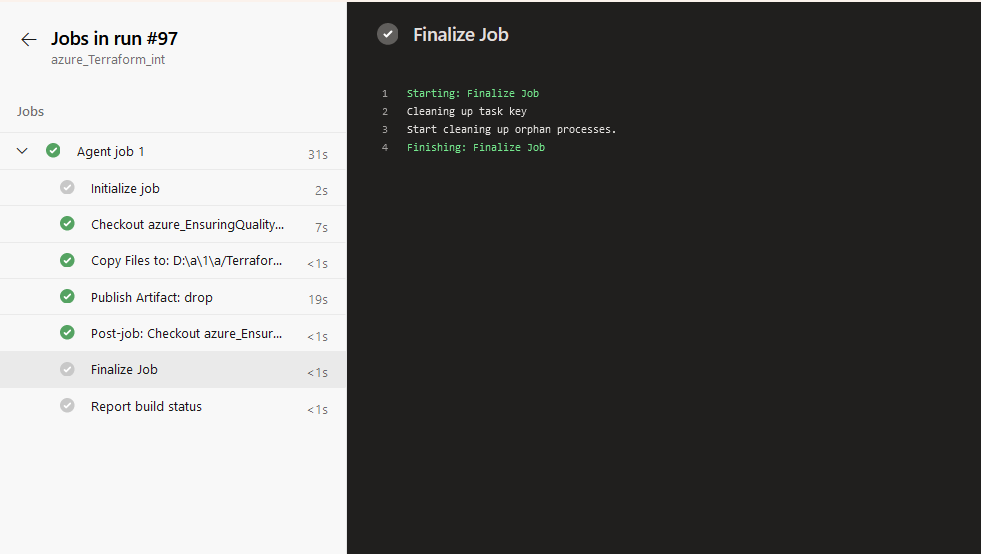 Jobs in run #97
azure_Terraform_int
Jobs
Agent job 1 31s
Initialize job 2s
Checkout azure_EnsuringQuality... 7s
Copy Files to: D:\a\1\a/Terrafor... <1s
Publish Artifact: drop 19s
Post-job: Checkout azure_Ensur... <1s
Finalize Job <1s
Report build status <1s
Finalize Job
1 Starting: Finalize Job
2 Cleaning up task key
3 Start cleaning up orphan processes.
4 Finishing: Finalize Job